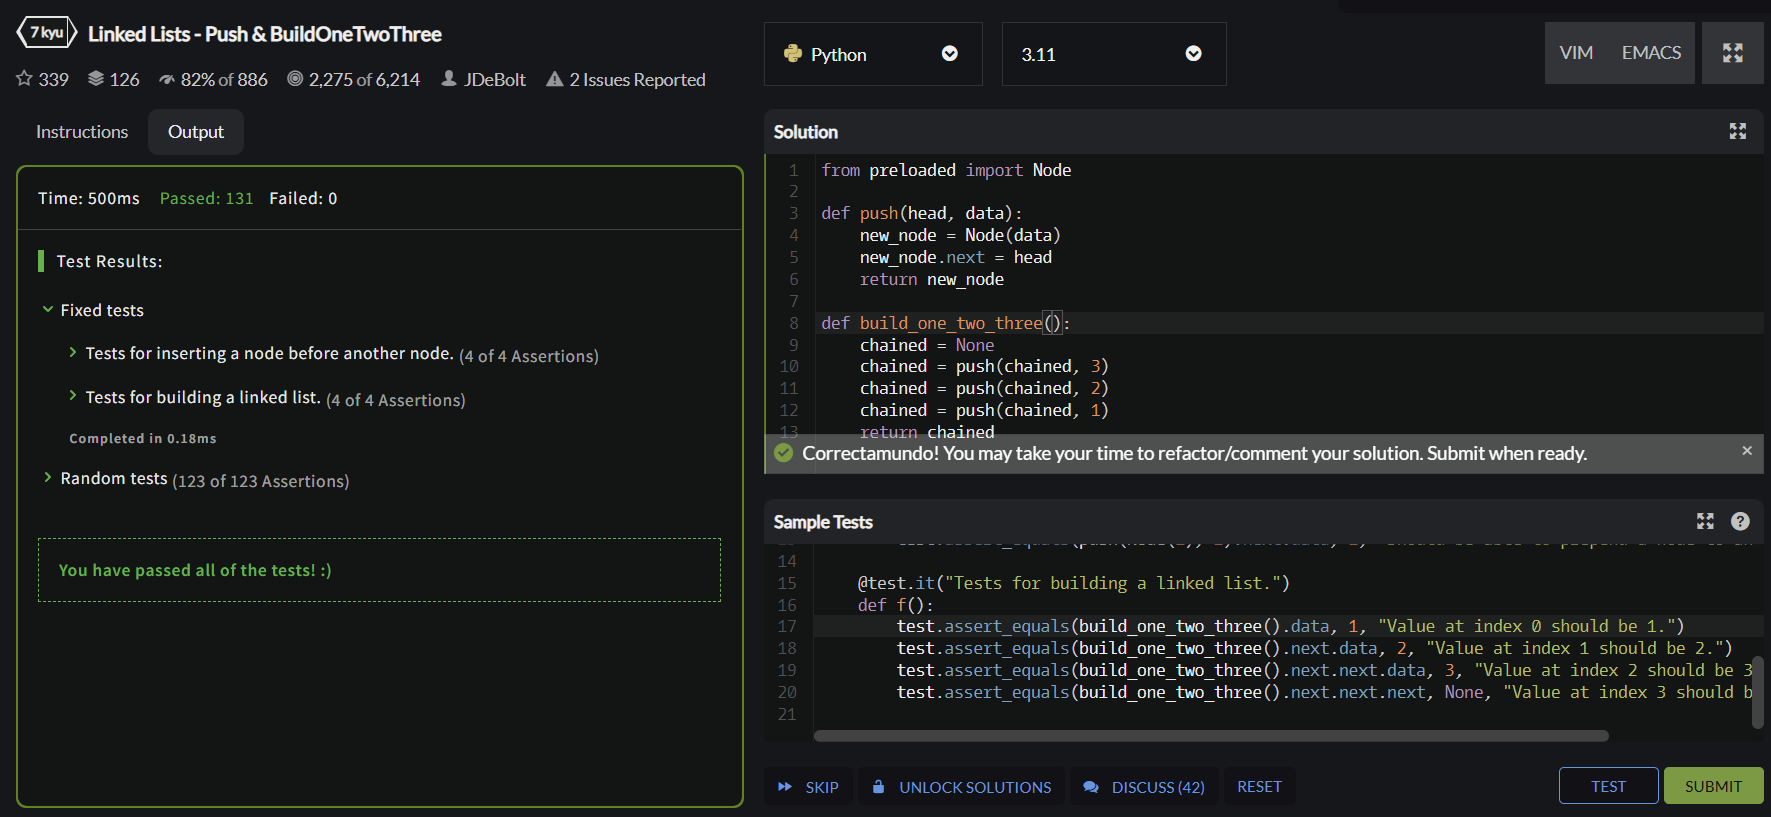 7 kyu Linked Lists - Push & BuildOneTwoThree
339 126 82% of 886 2,275 of 6,214 JDeBolt 2 Issues Reported
Instructions Output
Time: 500ms Passed: 131 Failed: 0
Test Results:
Fixed tests
Tests for inserting a node before another node. (4 of 4 Assertions)
Tests for building a linked list. (4 of 4 Assertions)
Completed in 0.18ms
Random tests (123 of 123 Assertions)
You have passed all of the tests! :)
Python 3.11 VIM EMACS
Solution
1 from preloaded import Node
2
3 def push(head, data):
4 new_node = Node(data)
5 new_node.next = head
6 return new_node
7
8 def build_one_two_three():
9 chained = None
10 chained = push(chained, 3)
11 chained = push(chained, 2)
12 chained = push(chained, 1)
13 return chained
Correctamundo! You may take your time to refactor/comment your solution. Submit when ready.
Sample Tests
14
15 @test.it("Tests for building a linked list.")
16 def f():
17 test.assert_equals(build_one_two_three().data, 1, "Value at index 0 should be 1.")
18 test.assert_equals(build_one_two_three().next.data, 2, "Value at index 1 should be 2.")
19 test.assert_equals(build_one_two_three().next.next.data, 3, "Value at index 2 should be 3
20 test.assert_equals(build_one_two_three().next.next.next, None, "Value at index 3 should b
21
SKIP UNLOCK SOLUTIONS DISCUSS (42) RESET TEST SUBMIT